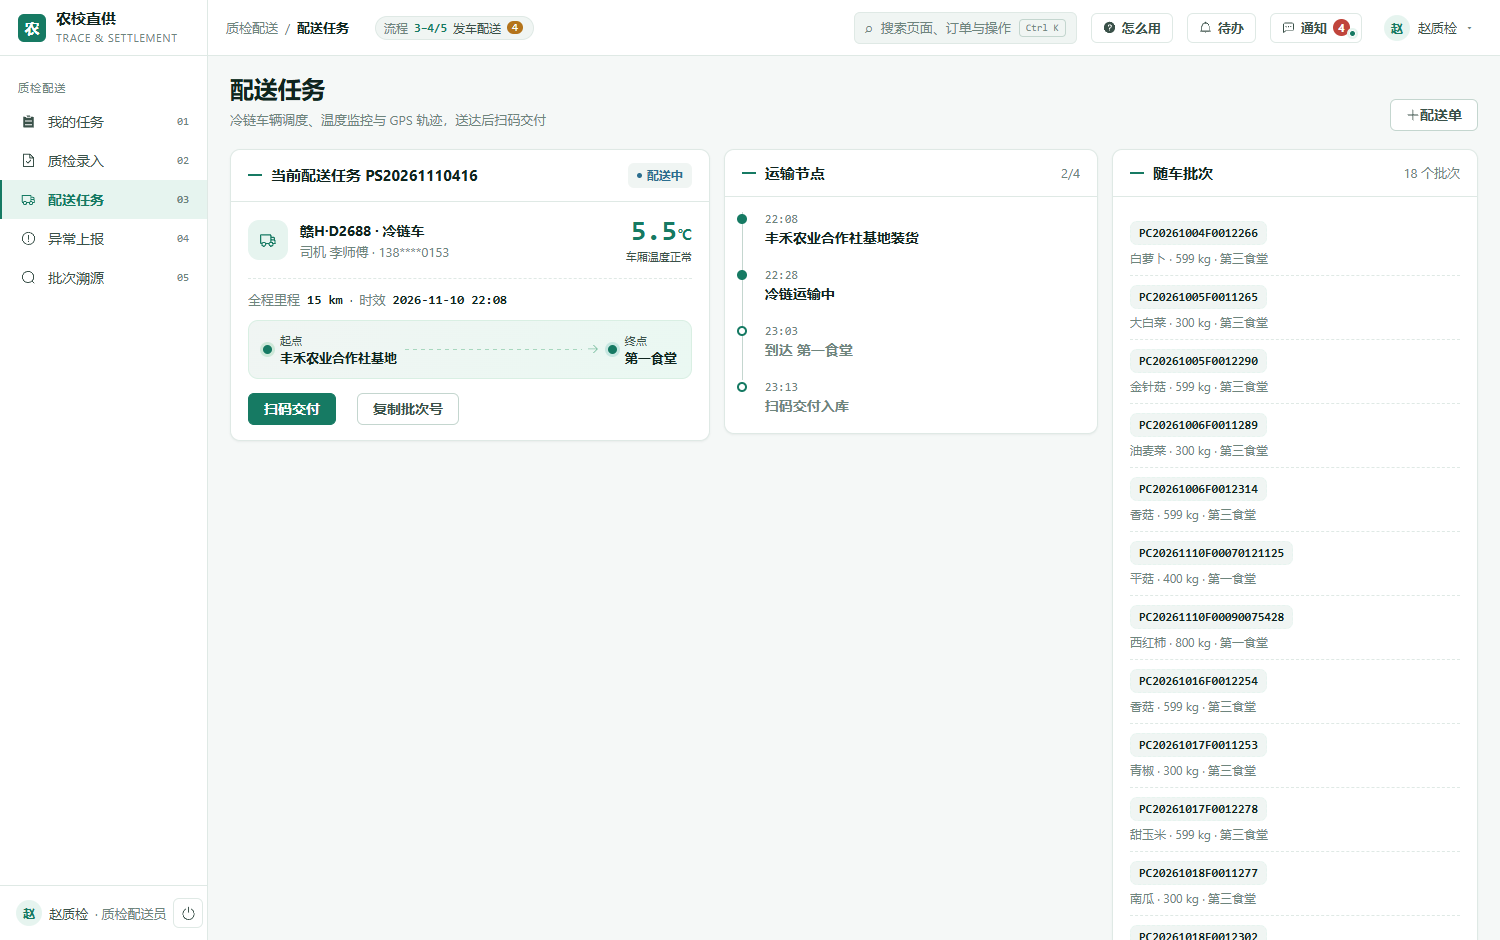 农
农校直供
TRACE & SETTLEMENT
质检配送
我的任务 01
质检录入 02
配送任务 03
异常上报 04
批次溯源 05
赵 赵质检 · 质检配送员
质检配送 / 配送任务
流程 3-4/5 发车配送 4
搜索页面、订单与操作 Ctrl K
怎么用
待办
通知 4
赵 赵质检
配送任务
冷链车辆调度、温度监控与 GPS 轨迹，送达后扫码交付
＋配送单
当前配送任务 PS20261110416
配送中
赣H·D2688 · 冷链车
司机 李师傅 · 138****0153
5.5℃
车厢温度正常
全程里程 15 km · 时效 2026-11-10 22:08
起点
丰禾农业合作社基地
终点
第一食堂
扫码交付
复制批次号
运输节点
2/4
22:08
丰禾农业合作社基地装货
22:28
冷链运输中
23:03
到达 第一食堂
23:13
扫码交付入库
随车批次
18 个批次
PC20261004F0012266
白萝卜 · 599 kg · 第三食堂
PC20261005F0011265
大白菜 · 300 kg · 第三食堂
PC20261005F0012290
金针菇 · 599 kg · 第三食堂
PC20261006F0011289
油麦菜 · 300 kg · 第三食堂
PC20261006F0012314
香菇 · 599 kg · 第三食堂
PC20261110F00070121125
平菇 · 400 kg · 第一食堂
PC20261110F00090075428
西红柿 · 800 kg · 第一食堂
PC20261016F0012254
香菇 · 599 kg · 第三食堂
PC20261017F0011253
青椒 · 300 kg · 第三食堂
PC20261017F0012278
甜玉米 · 599 kg · 第三食堂
PC20261018F0011277
南瓜 · 300 kg · 第三食堂
PC20261018F0012302